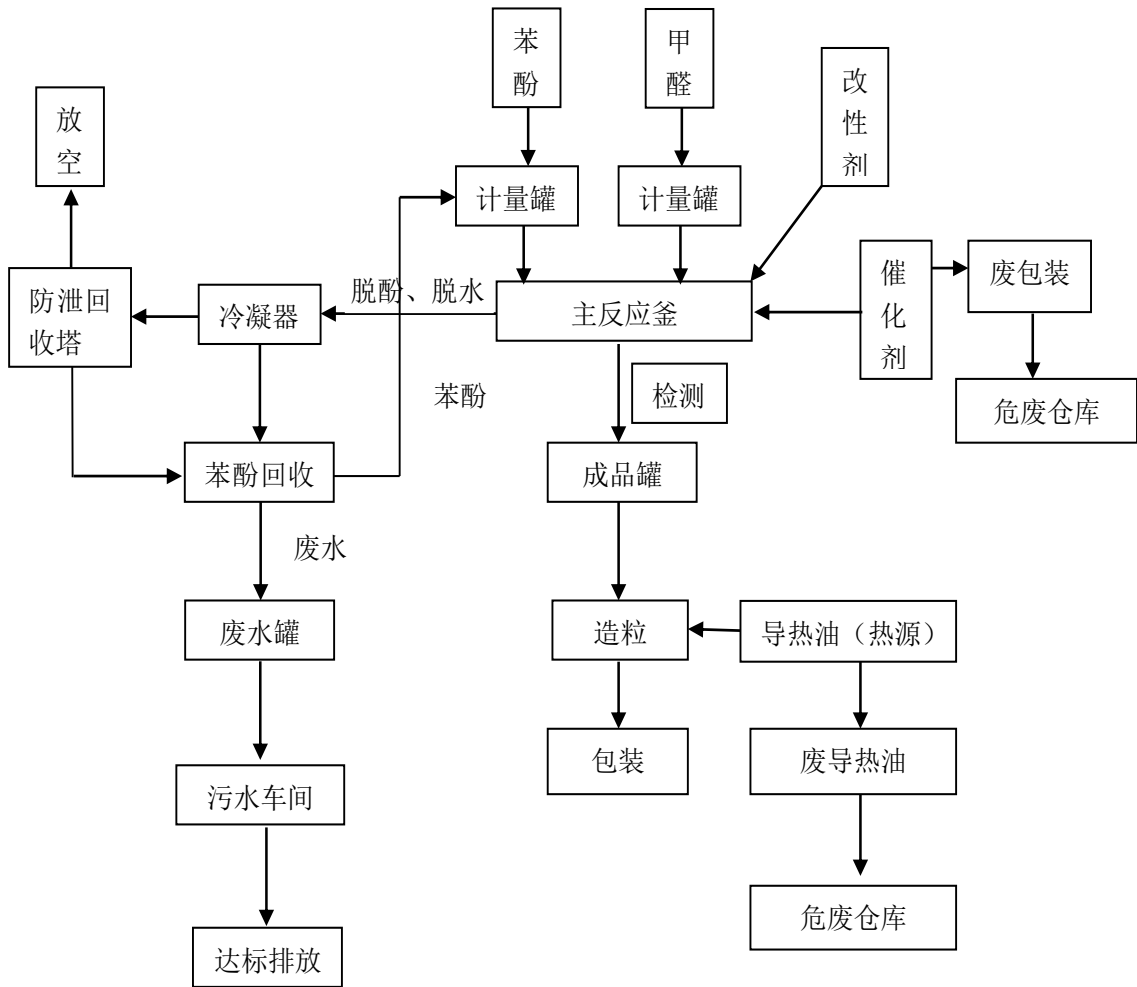 苯
酚
甲
醛
改
性
剂
放
空
计量罐
计量罐
催
化
剂
废包装
防泄回
收塔
冷凝器
脱酚、脱水
主反应釜
苯酚
检测
危废仓库
苯酚回收
成品罐
废水
废水罐
造粒
导热油（热源）
包装
废导热油
污水车间
危废仓库
达标排放